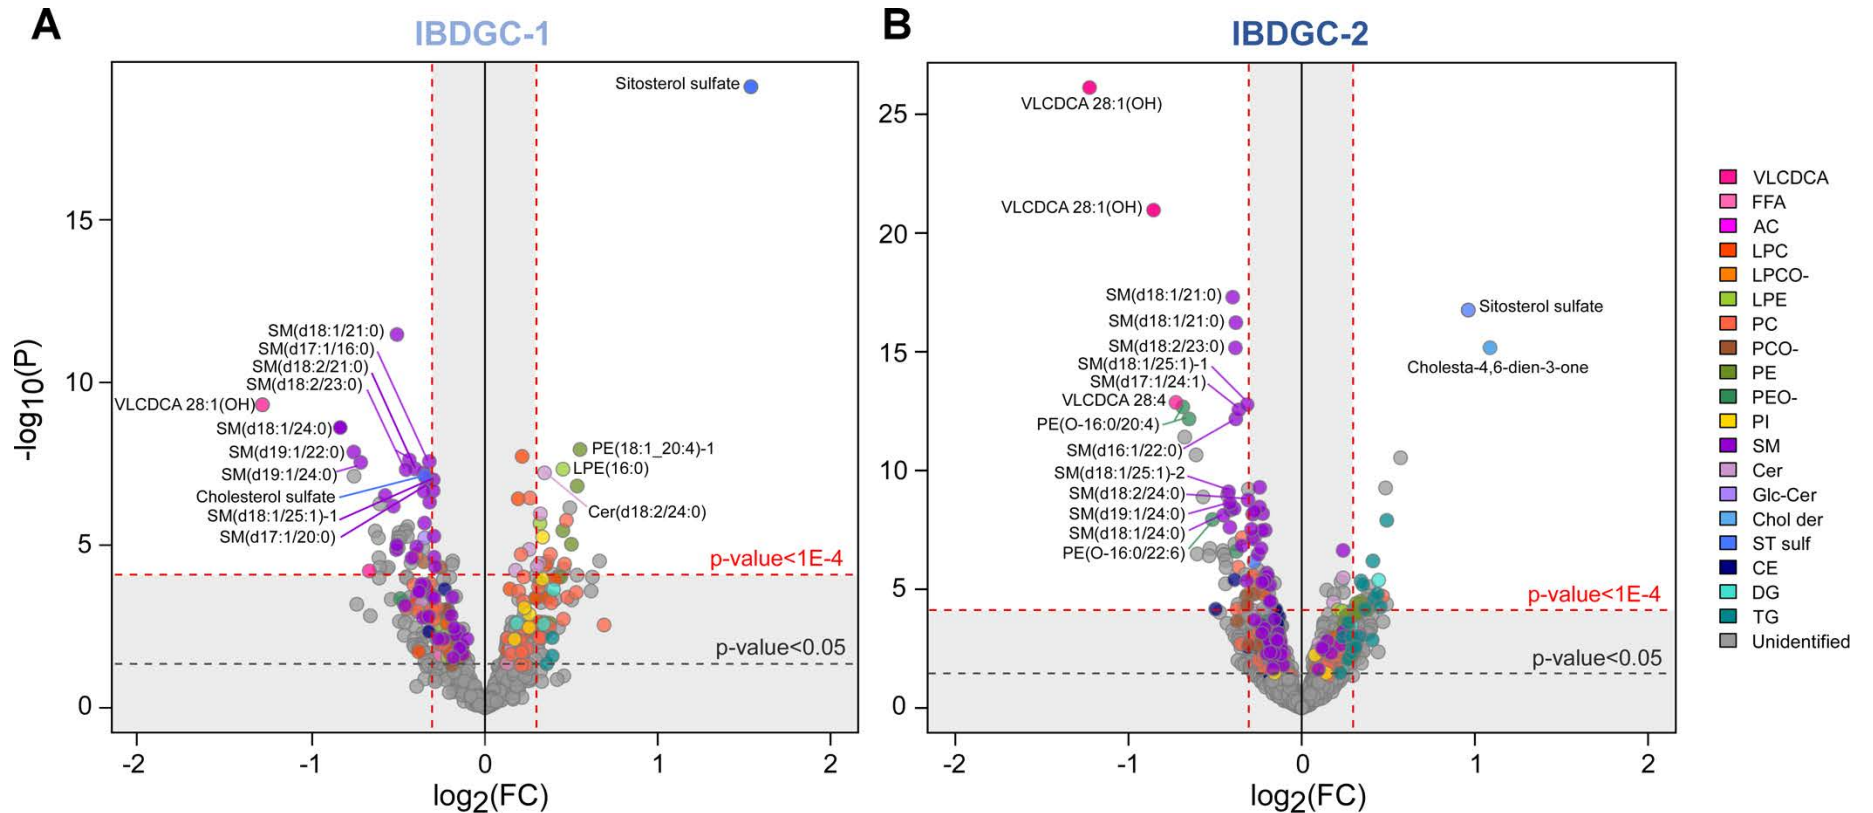 A
IBDGC-1
-log10(P)
15
10
5
0
-2
-1
0
1
2
log2(FC)
Sitosterol sulfate
SM(d18:1/21:0)
SM(d17:1/16:0)
SM(d18:2/21:0)
SM(d18:2/23:0)
VLCDCA 28:1(OH)
SM(d18:1/24:0)
SM(d19:1/22:0)
SM(d19:1/24:0)
Cholesterol sulfate
SM(d18:1/25:1)-1
SM(d17:1/20:0)
PE(18:1_20:4)-1
LPE(16:0)
Cer(d18:2/24:0)
p-value<1E-4
p-value<0.05
B
IBDGC-2
25
20
15
10
5
0
-2
-1
0
1
2
log2(FC)
VLCDCA 28:1(OH)
VLCDCA 28:1(OH)
SM(d18:1/21:0)
SM(d18:1/21:0)
SM(d18:2/23:0)
SM(d18:1/25:1)-1
SM(d17:1/24:1)
VLCDCA 28:4
PE(O-16:0/20:4)
SM(d16:1/22:0)
SM(d18:1/25:1)-2
SM(d18:2/24:0)
SM(d19:1/24:0)
SM(d18:1/24:0)
PE(O-16:0/22:6)
Sitosterol sulfate
Cholesta-4,6-dien-3-one
p-value<1E-4
p-value<0.05
VLCDCA
FFA
AC
LPC
LPCO-
LPE
PC
PCO-
PE
PEO-
PI
SM
Cer
Glc-Cer
Chol der
ST sulf
CE
DG
TG
Unidentified